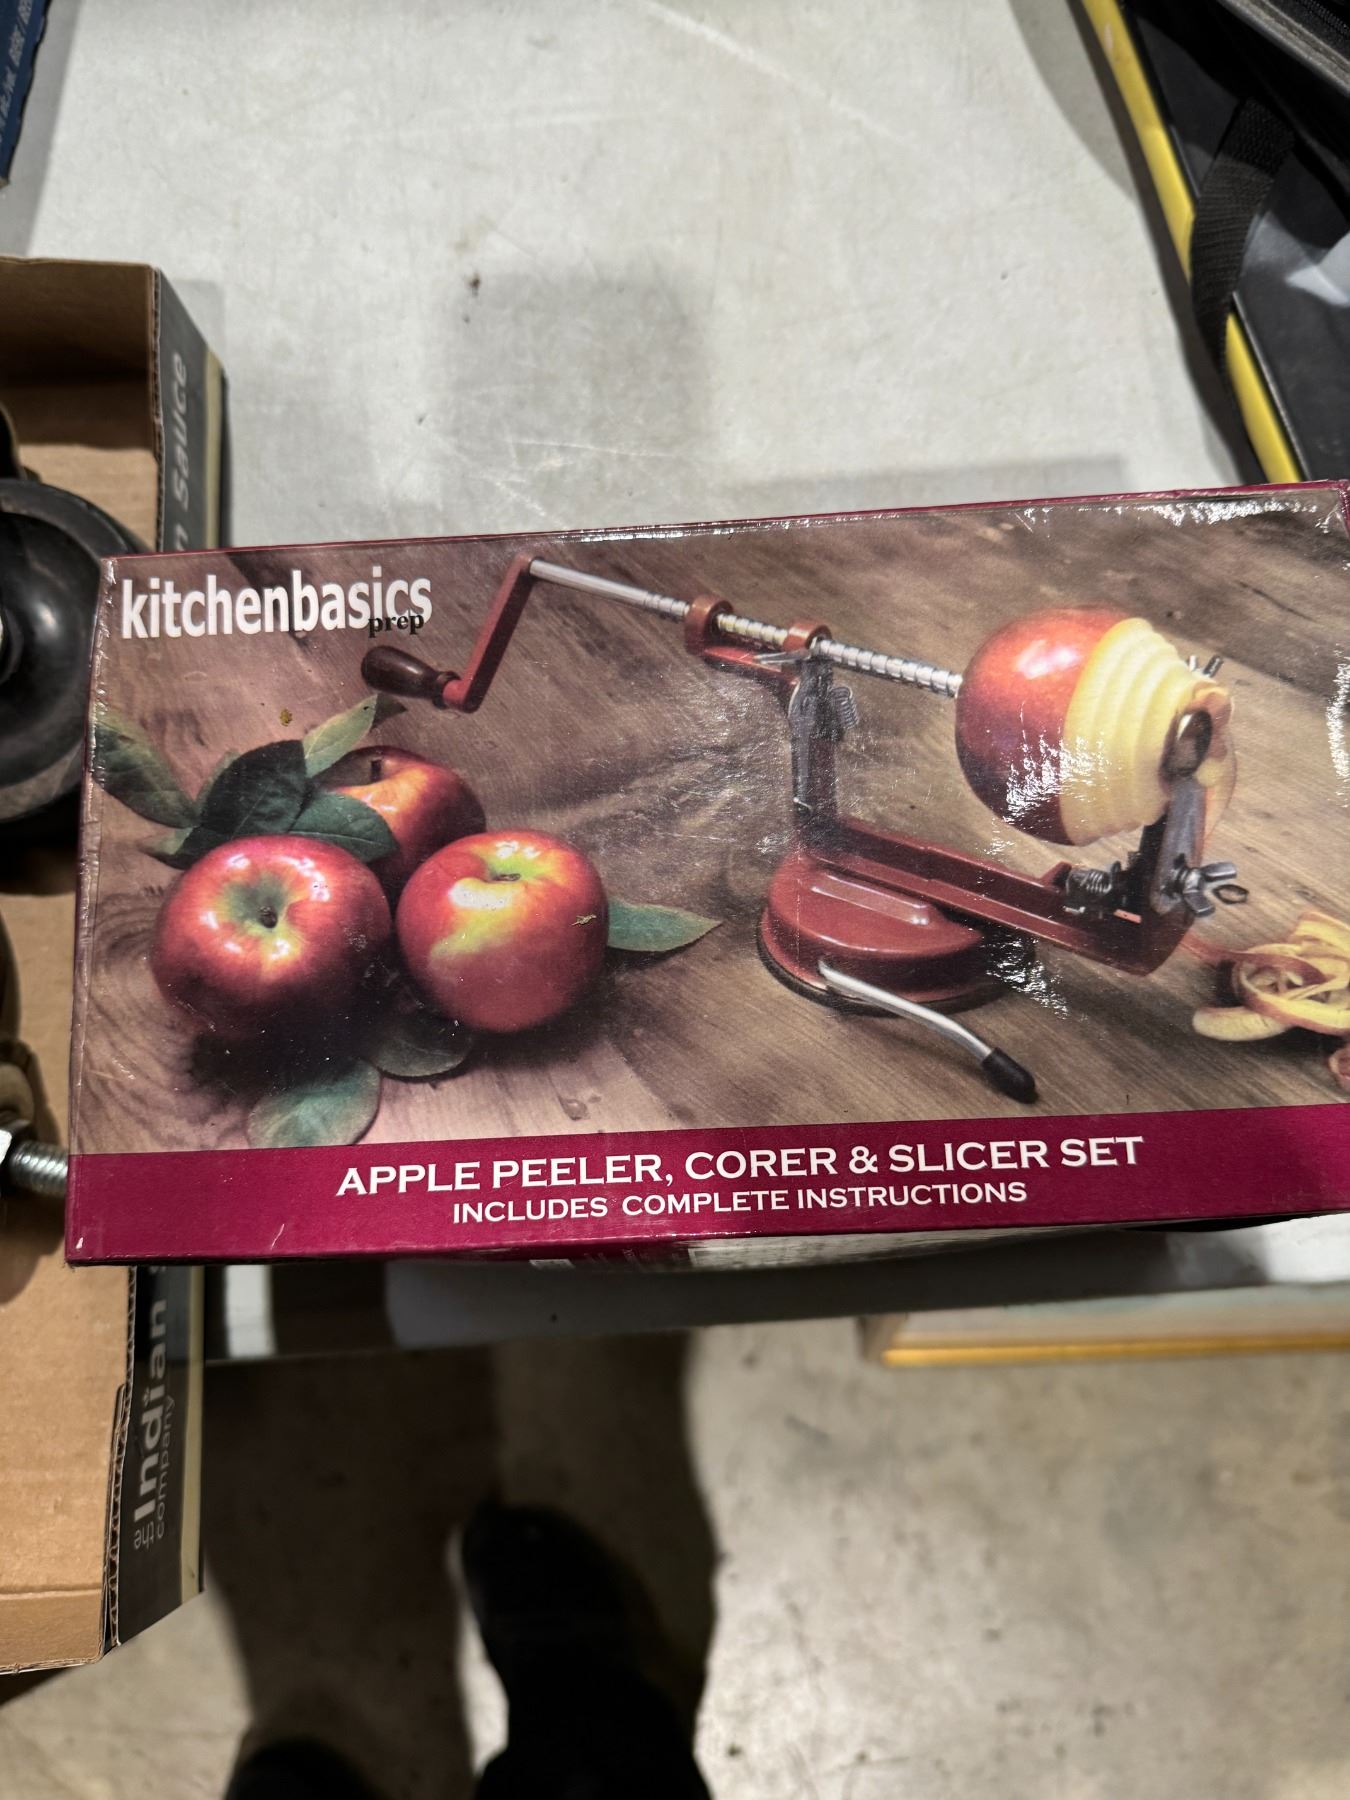 kitchenbasics
prep
APPLE PEELER, CORER & SLICER SET
INCLUDES COMPLETE INSTRUCTIONS
sauce
the Indian
company